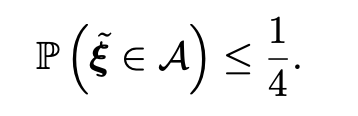 ℙ(𝝃̃ ∈ 𝒜) ≤ 1/4.